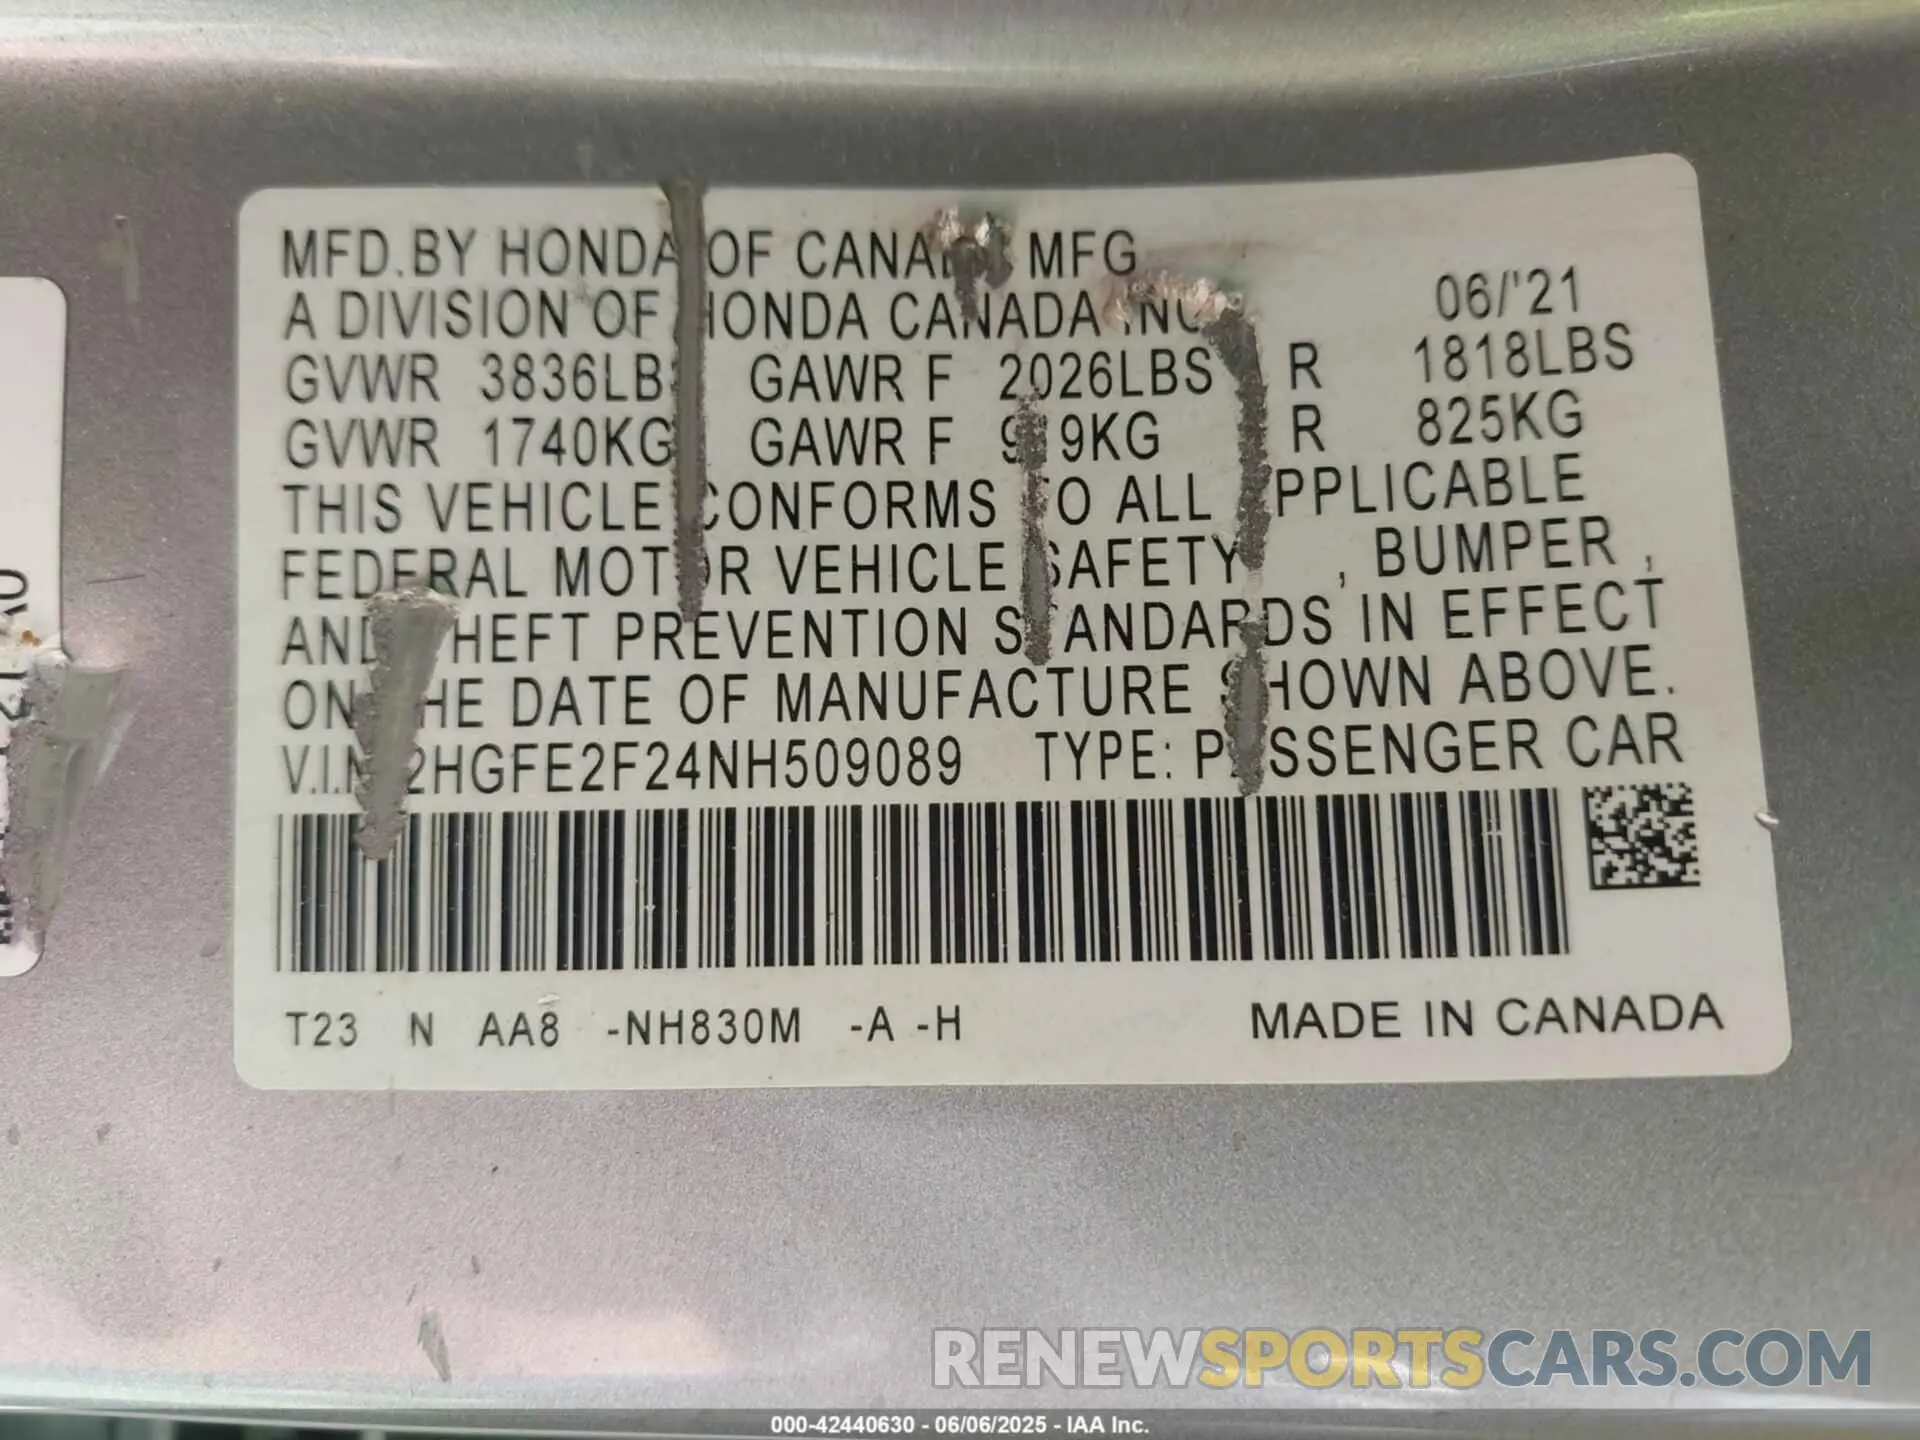 MFD.BY HONDA OF CANADA MFG
A DIVISION OF HONDA CANADA INC. 06/'21
GVWR 3836LBS GAWR F 2026LBS R 1818LBS
GVWR 1740KG GAWR F 919KG R 825KG
THIS VEHICLE CONFORMS TO ALL APPLICABLE
FEDERAL MOTOR VEHICLE SAFETY , BUMPER ,
AND THEFT PREVENTION STANDARDS IN EFFECT
ON THE DATE OF MANUFACTURE SHOWN ABOVE.
V.I.N. 2HGFE2F24NH509089 TYPE: PASSENGER CAR
T23 N AA8 -NH830M -A -H MADE IN CANADA
RENEWSPORTSCARS.COM
000-42440630 - 06/06/2025 - IAA Inc.